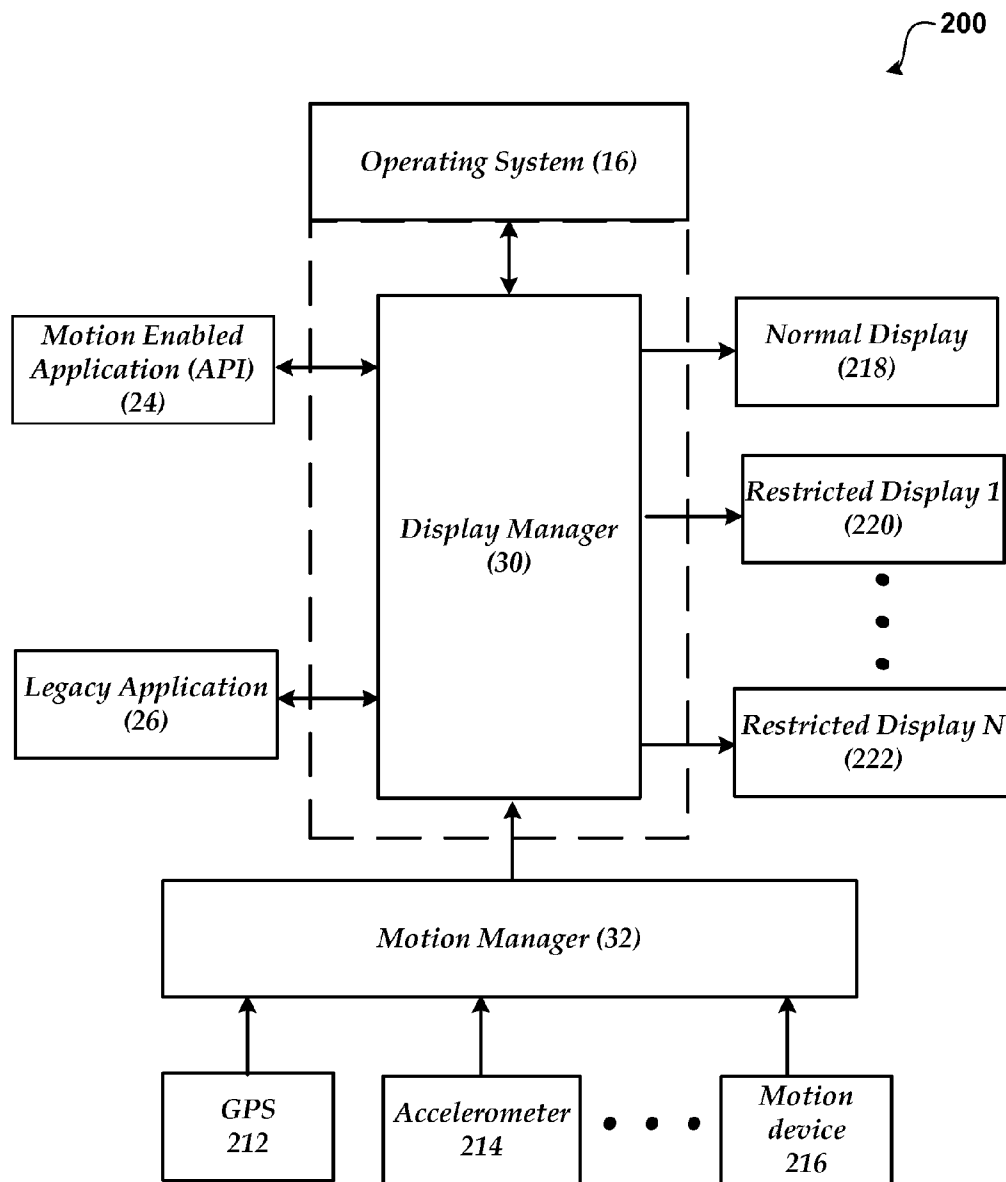 200
Operating System (16)
Motion Enabled
Application (API)
(24)
Normal Display
(218)
Restricted Display 1
(220)
Display Manager
(30)
Legacy Application
(26)
Restricted Display N
(222)
Motion Manager (32)
GPS
212
Accelerometer
214
Motion
device
216